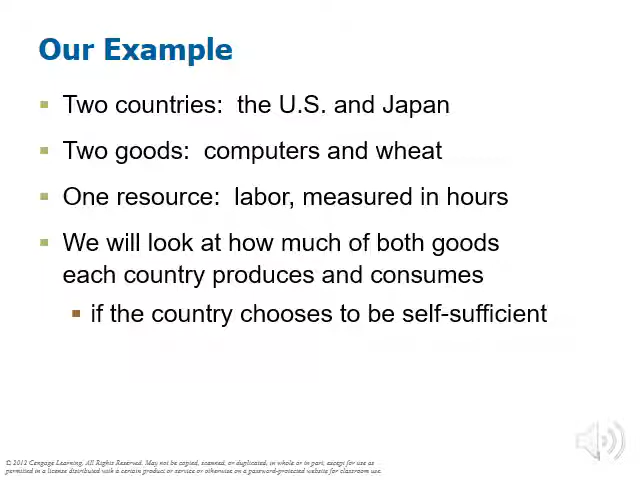 Our Example
Two countries:  the U.S. and Japan
Two goods:  computers and wheat
One resource:  labor, measured in hours
We will look at how much of both goods
each country produces and consumes
if the country chooses to be self-sufficient
© 2012 Cengage Learning. All Rights Reserved. May not be copied, scanned, or duplicated, in whole or in part, except for use as
permitted in a license distributed with a certain product or service or otherwise on a password-protected website for classroom use.